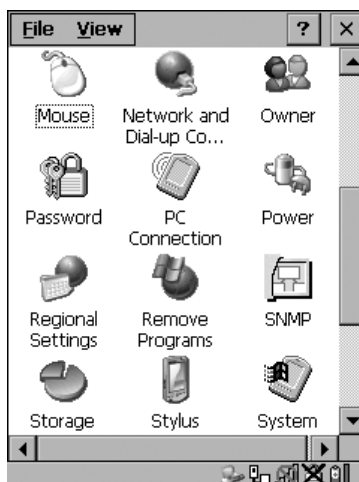 File View ? ×
Mouse
Network and
Dial-up Co...
Owner
Password
PC
Connection
Power
Regional
Settings
Remove
Programs
SNMP
Storage
Stylus
System